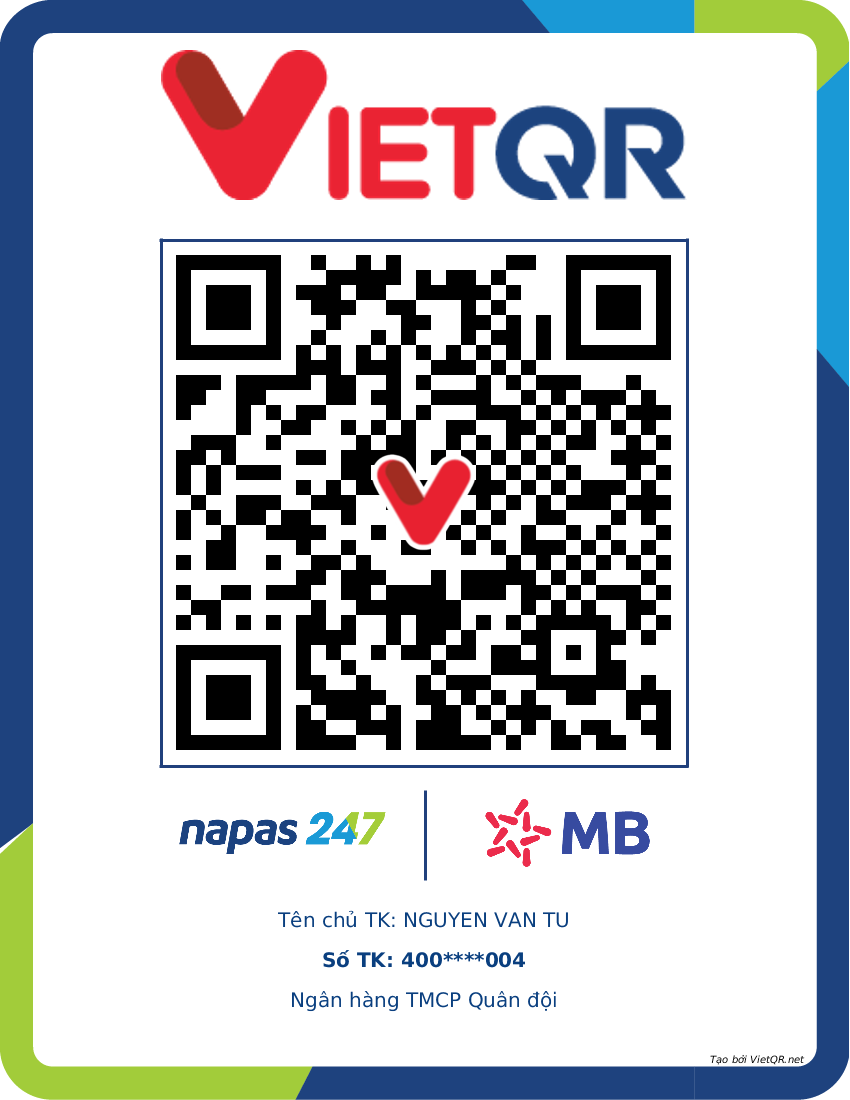 VIETQR
napas 247
MB
Tên chủ TK: NGUYEN VAN TU
Số TK: 400****004
Ngân hàng TMCP Quân đội
Tạo bởi VietQR.net